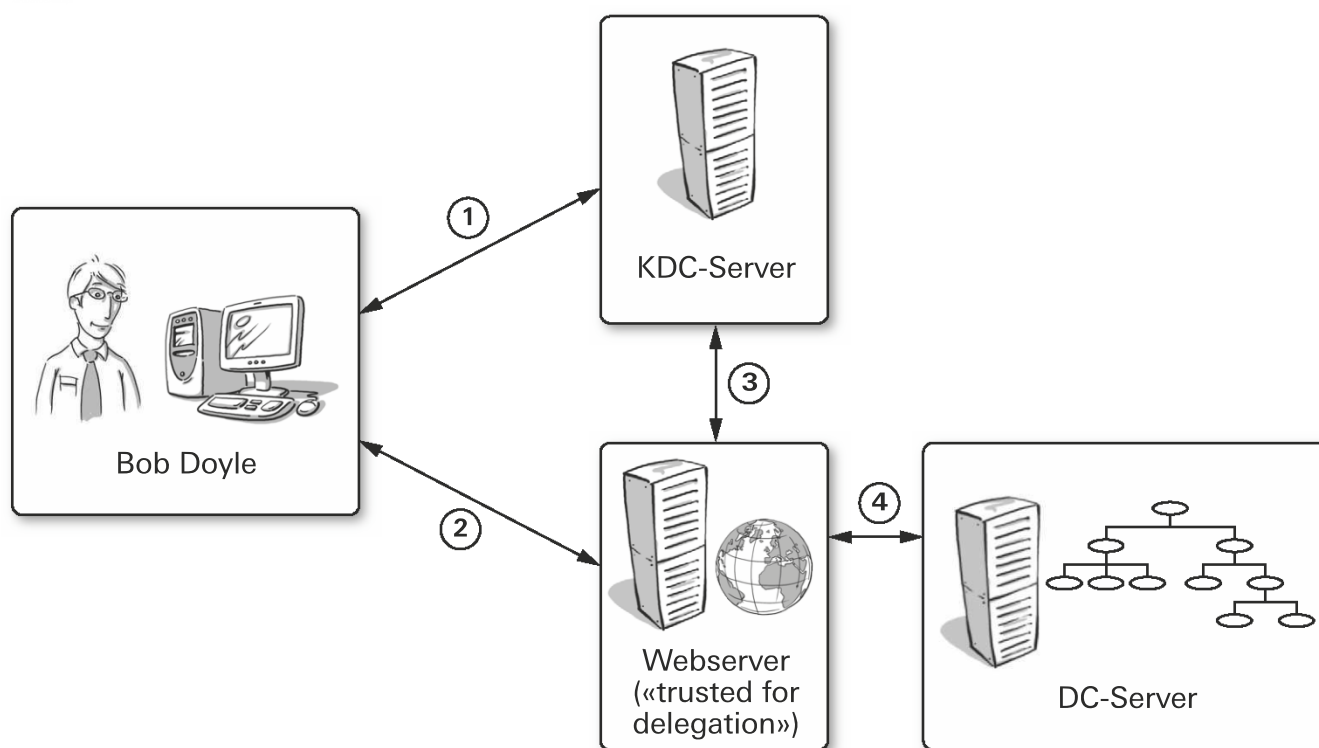 KDC-Server
1
Bob Doyle
3
2
4
Webserver
(«trusted for
delegation»)
DC-Server